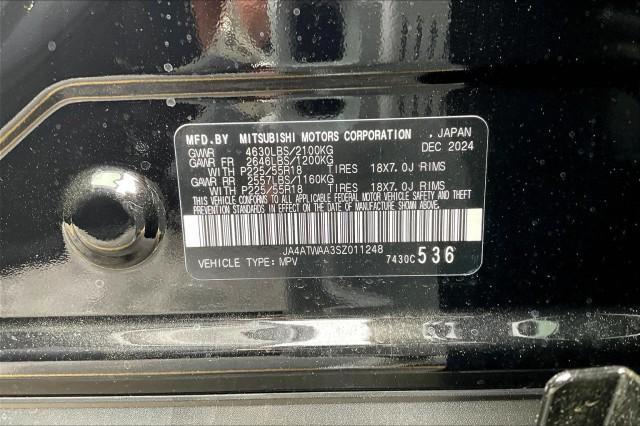 MFD.BY MITSUBISHI MOTORS CORPORATION , JAPAN
GVWR 4630LBS/2100KG DEC 2024
GAWR FR 2646LBS/1200KG
WITH P225/55R18 TIRES 18X7.0J RIMS
GAWR RR 2557LBS/1160KG
WITH P225/55R18 TIRES 18X7.0J RIMS
THIS VEHICLE CONFORMS TO ALL APPLICABLE FEDERAL MOTOR VEHICLE SAFETY AND THEFT
PREVENTION STANDARDS IN EFFECT ON THE DATE OF MANUFACTURE SHOWN ABOVE.
JA4ATWAA3SZ011248
VEHICLE TYPE: MPV 7430C 536